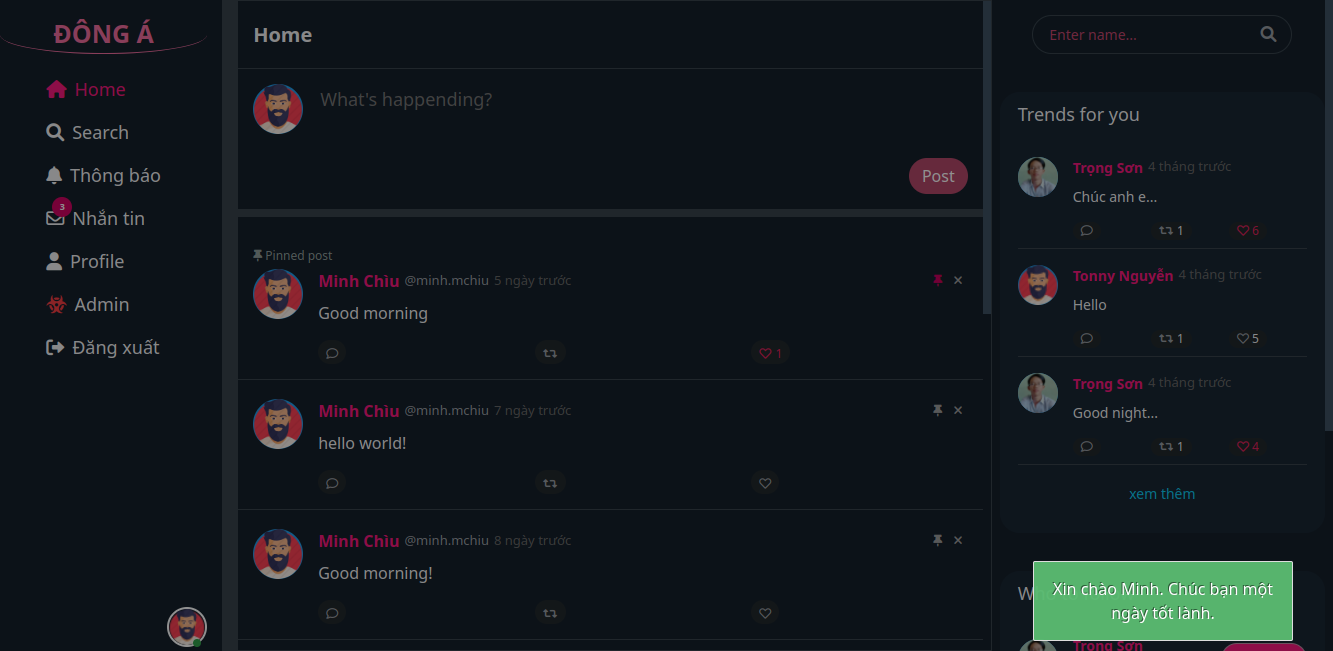 ĐÔNG Á
Home
Search
Thông báo
3
Nhắn tin
Profile
Admin
Đăng xuất
Home
What's happending?
Post
Pinned post
Minh Chìu @minh.mchiu 5 ngày trước
Good morning
1
Minh Chìu @minh.mchiu 7 ngày trước
hello world!
Minh Chìu @minh.mchiu 8 ngày trước
Good morning!
Enter name...
Trends for you
Trọng Sơn 4 tháng trước
Chúc anh e...
1 6
Tonny Nguyễn 4 tháng trước
Hello
1 5
Trọng Sơn 4 tháng trước
Good night...
1 4
xem thêm
Xin chào Minh. Chúc bạn một
ngày tốt lành.
Trọng Sơn